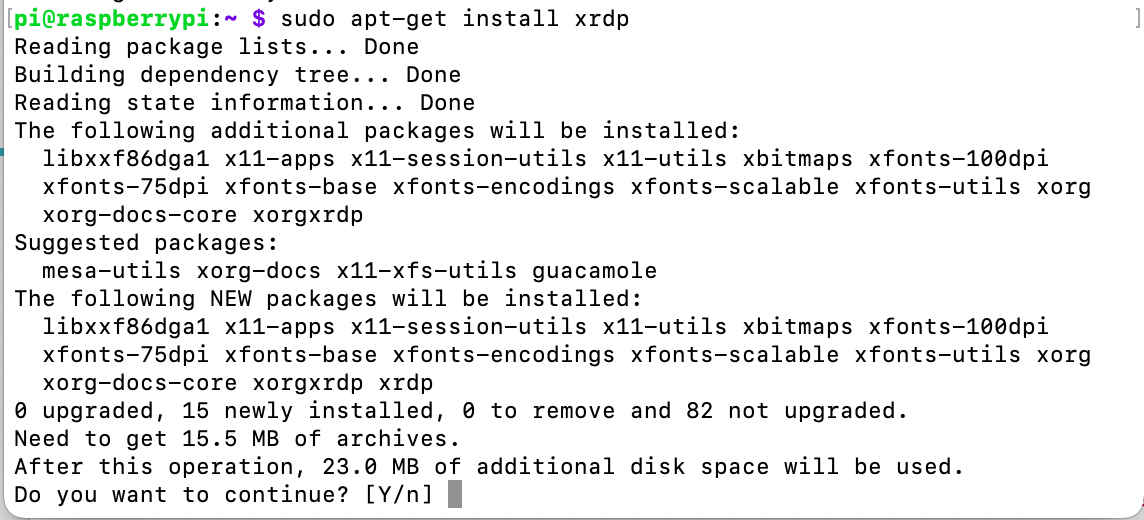 [pi@raspberrypi:~ $ sudo apt-get install xrdp ]
Reading package lists... Done
Building dependency tree... Done
Reading state information... Done
The following additional packages will be installed:
  libxxf86dga1 x11-apps x11-session-utils x11-utils xbitmaps xfonts-100dpi
  xfonts-75dpi xfonts-base xfonts-encodings xfonts-scalable xfonts-utils xorg
  xorg-docs-core xorgxrdp
Suggested packages:
  mesa-utils xorg-docs x11-xfs-utils guacamole
The following NEW packages will be installed:
  libxxf86dga1 x11-apps x11-session-utils x11-utils xbitmaps xfonts-100dpi
  xfonts-75dpi xfonts-base xfonts-encodings xfonts-scalable xfonts-utils xorg
  xorg-docs-core xorgxrdp xrdp
0 upgraded, 15 newly installed, 0 to remove and 82 not upgraded.
Need to get 15.5 MB of archives.
After this operation, 23.0 MB of additional disk space will be used.
Do you want to continue? [Y/n]